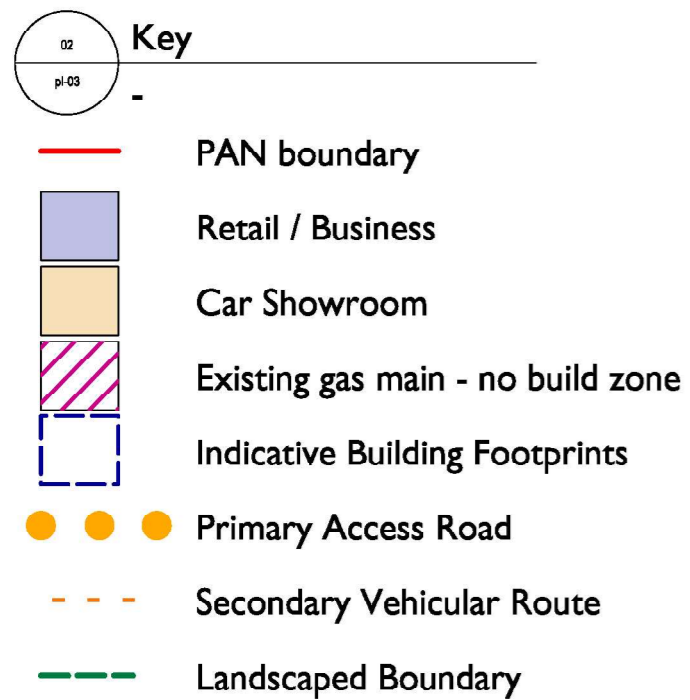 02
Key
pl-03
-
PAN boundary
Retail / Business
Car Showroom
Existing gas main - no build zone
Indicative Building Footprints
Primary Access Road
Secondary Vehicular Route
Landscaped Boundary